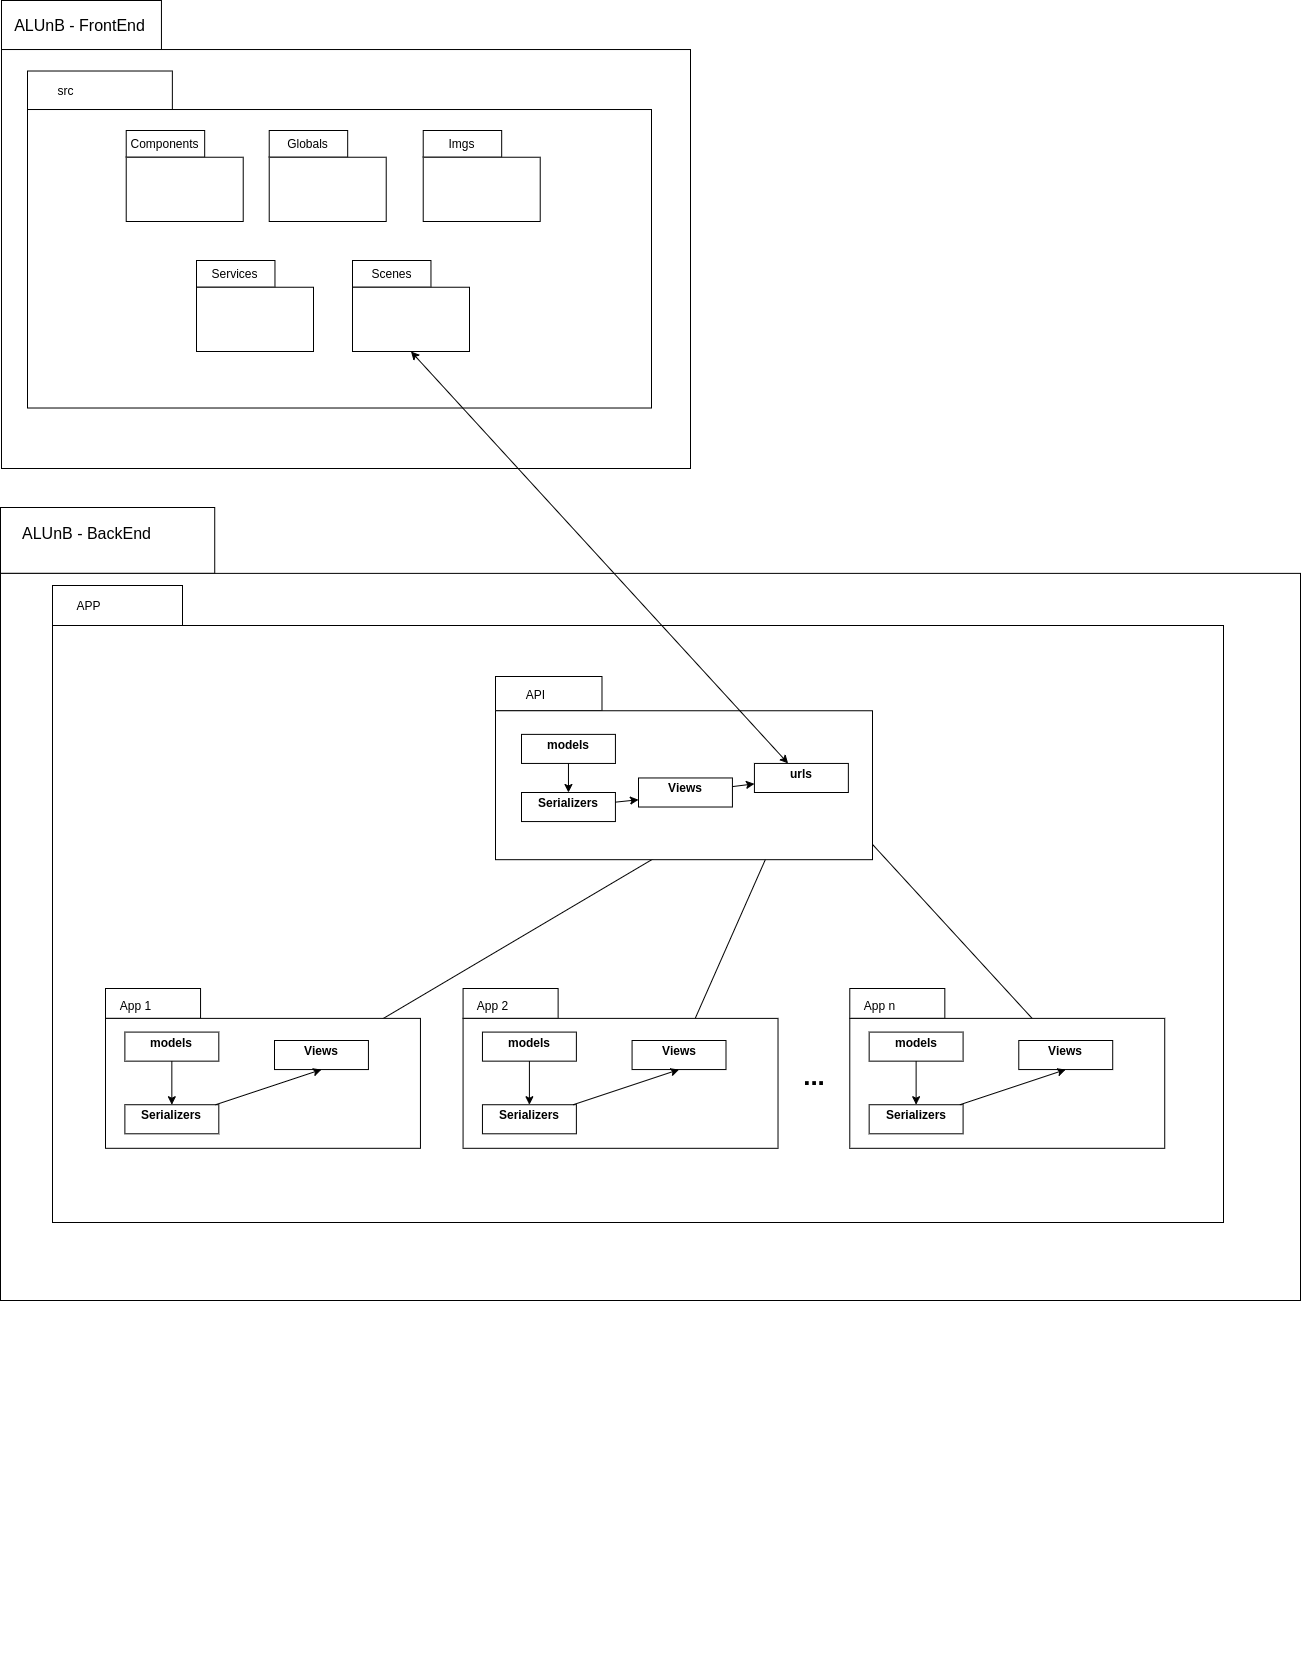 ALUnB - FrontEnd
src
Components
Globals
Imgs
Services
Scenes
ALUnB - BackEnd
APP
API
models
Serializers
Views
urls
App 1
models
Views
Serializers
App 2
models
Views
Serializers
...
App n
models
Views
Serializers